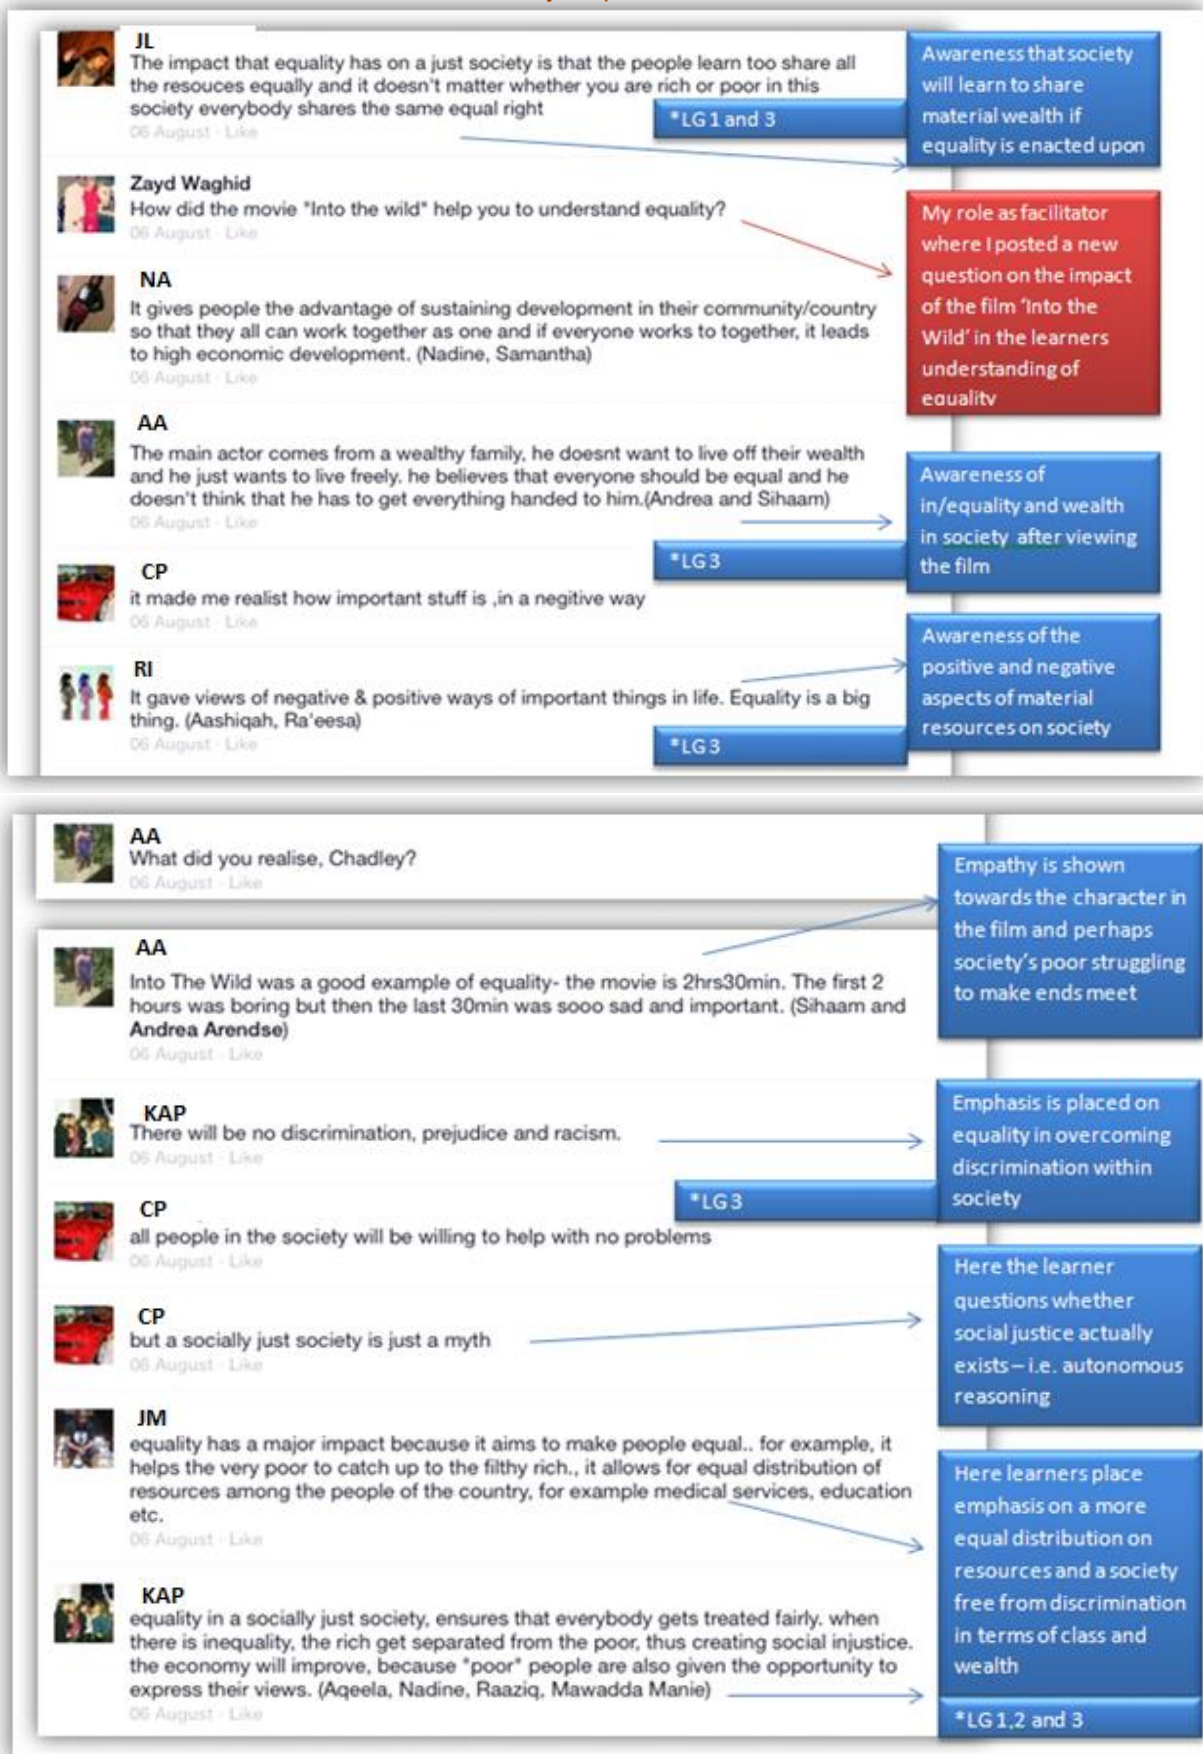 JL
The impact that equality has on a just society is that the people learn too share all
the resouces equally and it doesn't matter whether you are rich or poor in this
society everybody shares the same equal right
06 August · Like
*LG 1 and 3
Awareness that society
will learn to share
material wealth if
equality is enacted upon
Zayd Waghid
How did the movie "Into the wild" help you to understand equality?
06 August · Like
My role as facilitator
where I posted a new
question on the impact
of the film ‘Into the
Wild’ in the learners
understanding of
equality
NA
It gives people the advantage of sustaining development in their community/country
so that they all can work together as one and if everyone works to together, it leads
to high economic development. (Nadine, Samantha)
06 August · Like
AA
The main actor comes from a wealthy family, he doesnt want to live off their wealth
and he just wants to live freely. he believes that everyone should be equal and he
doesn't think that he has to get everything handed to him.(Andrea and Sihaam)
06 August · Like
*LG 3
Awareness of
in/equality and wealth
in society after viewing
the film
CP
it made me realist how important stuff is ,in a negitive way
06 August · Like
RI
It gave views of negative & positive ways of important things in life. Equality is a big
thing. (Aashiqah, Ra'eesa)
06 August · Like
*LG 3
Awareness of the
positive and negative
aspects of material
resources on society
AA
What did you realise, Chadley?
06 August · Like
AA
Into The Wild was a good example of equality- the movie is 2hrs30min. The first 2
hours was boring but then the last 30min was sooo sad and important. (Sihaam and
Andrea Arendse)
06 August · Like
Empathy is shown
towards the character in
the film and perhaps
society’s poor struggling
to make ends meet
KAP
There will be no discrimination, prejudice and racism.
06 August · Like
*LG 3
Emphasis is placed on
equality in overcoming
discrimination within
society
CP
all people in the society will be willing to help with no problems
06 August · Like
CP
but a socially just society is just a myth
06 August · Like
Here the learner
questions whether
social justice actually
exists – i.e. autonomous
reasoning
JM
equality has a major impact because it aims to make people equal.. for example, it
helps the very poor to catch up to the filthy rich., it allows for equal distribution of
resources among the people of the country, for example medical services, education
etc.
06 August · Like
Here learners place
emphasis on a more
equal distribution on
resources and a society
free from discrimination
in terms of class and
wealth
KAP
equality in a socially just society, ensures that everybody gets treated fairly. when
there is inequality, the rich get separated from the poor, thus creating social injustice.
the economy will improve, because "poor" people are also given the opportunity to
express their views. (Aqeela, Nadine, Raaziq, Mawadda Manie)
06 August · Like
*LG 1,2 and 3